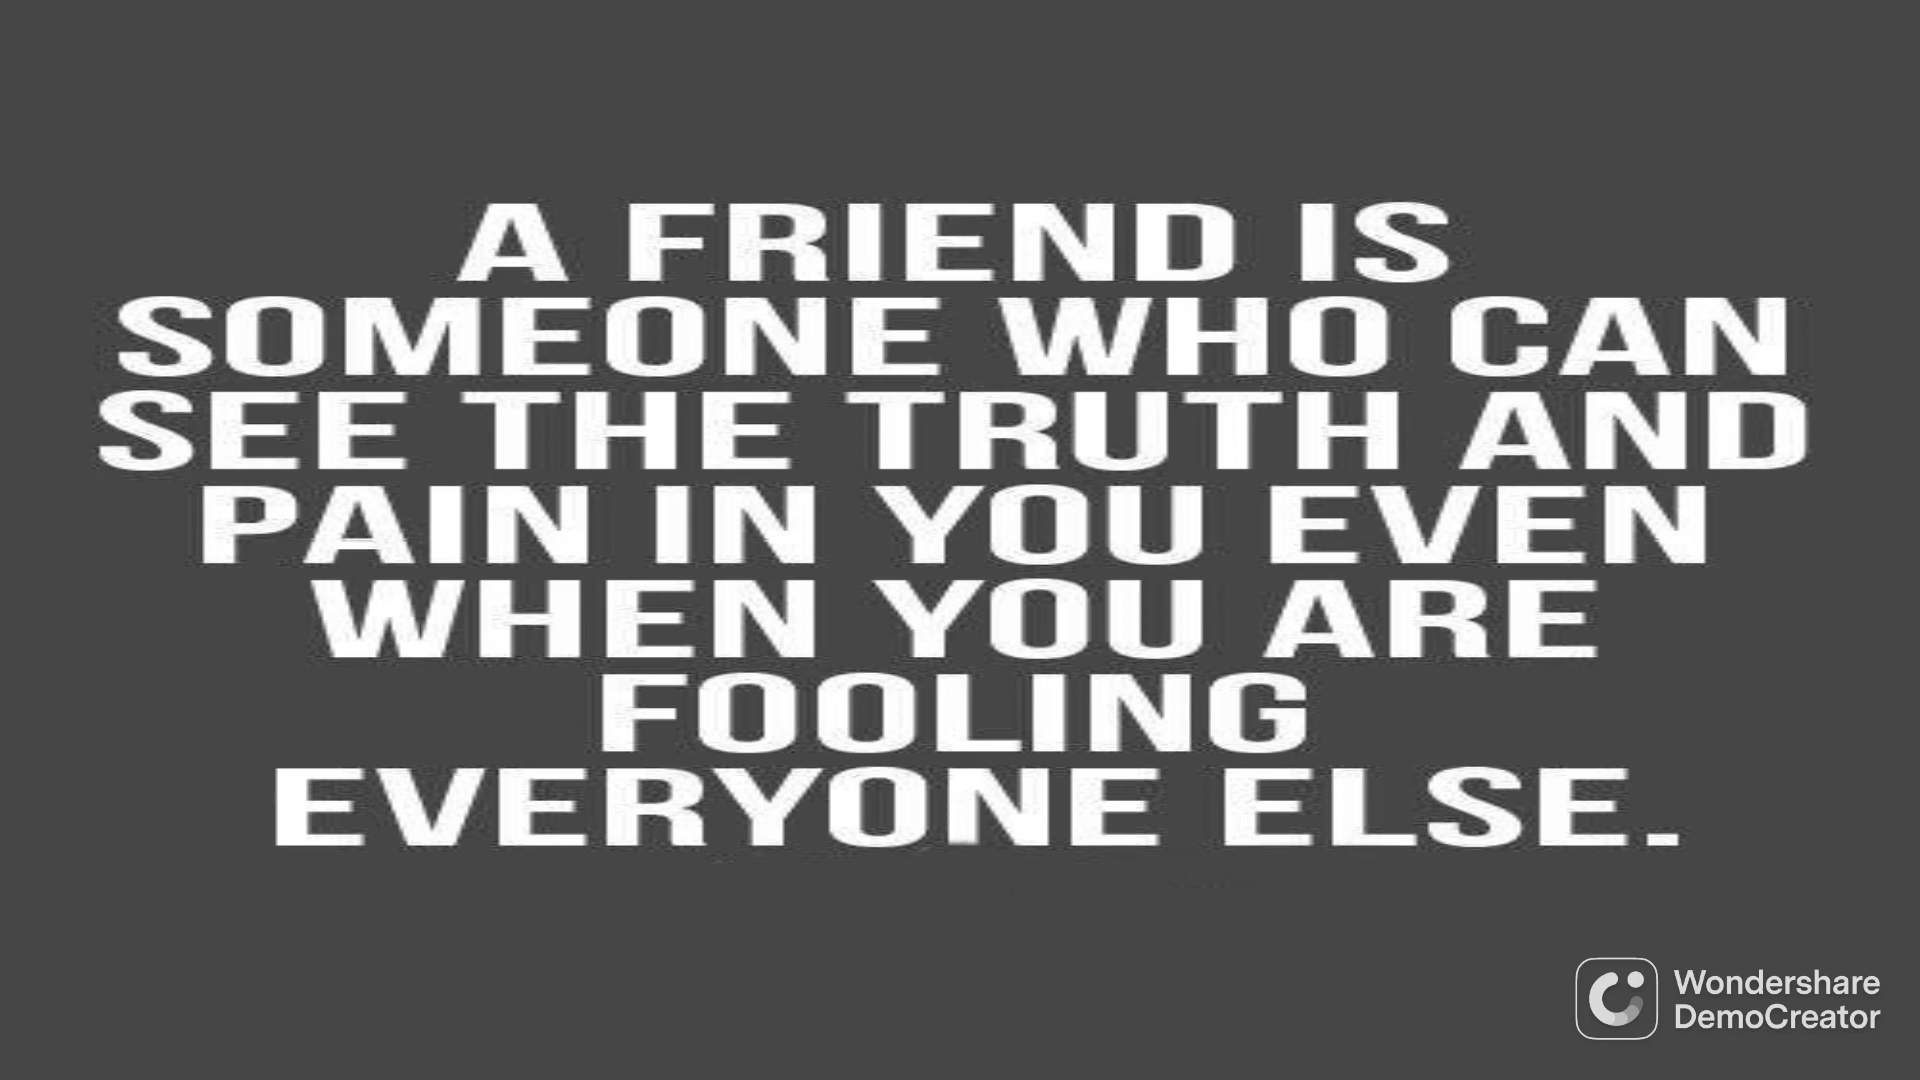 A FRIEND IS
SOMEONE WHO CAN
SEE THE TRUTH AND
PAIN IN YOU EVEN
WHEN YOU ARE
FOOLING
EVERYONE ELSE.
Wondershare
DemoCreator